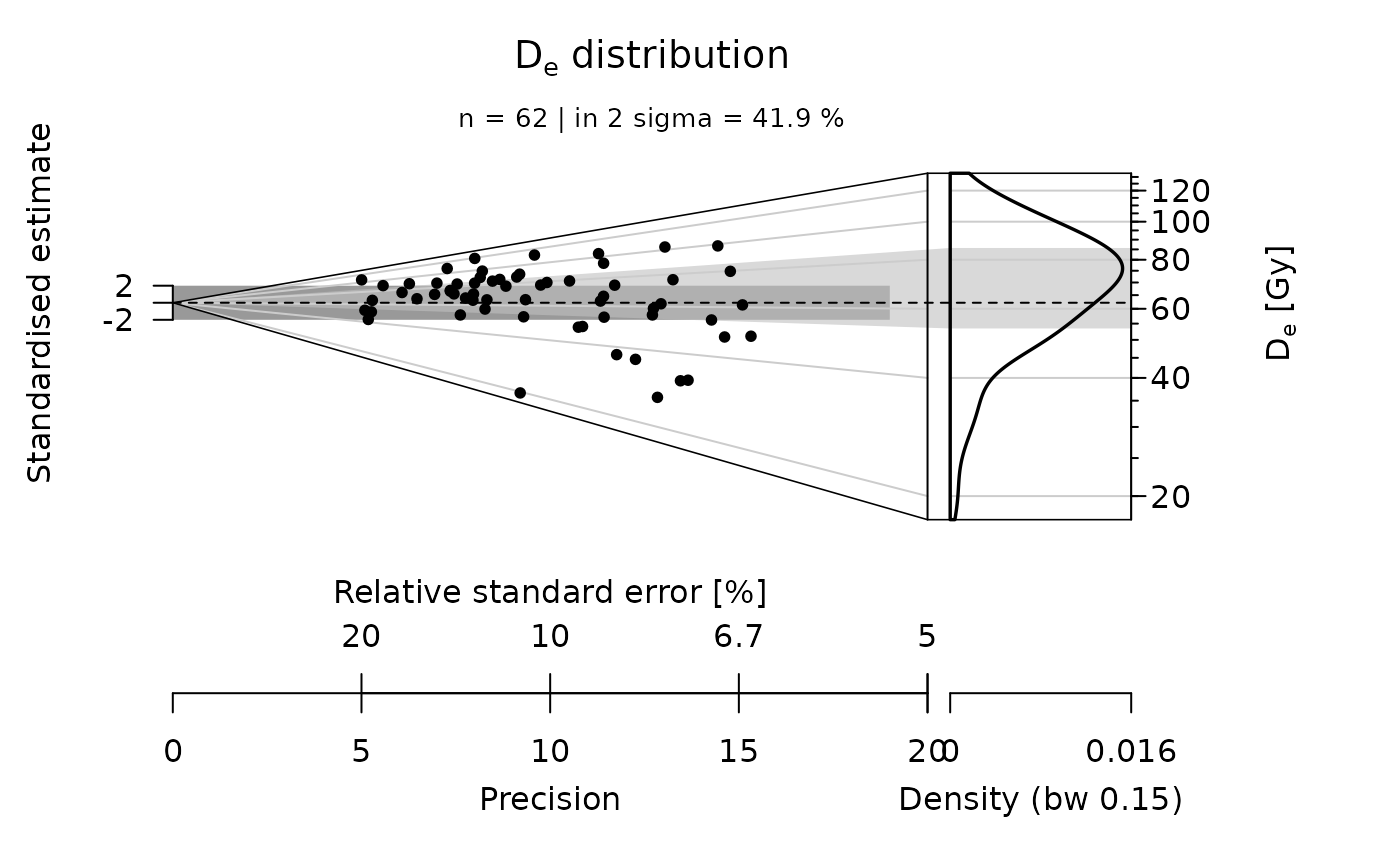 De distribution
n = 62 | in 2 sigma = 41.9 %
Standardised estimate
2
-2
120
100
80
60
40
20
De [Gy]
Relative standard error [%]
20 10 6.7 5
0 5 10 15 20
0 0.016
Precision
Density (bw 0.15)